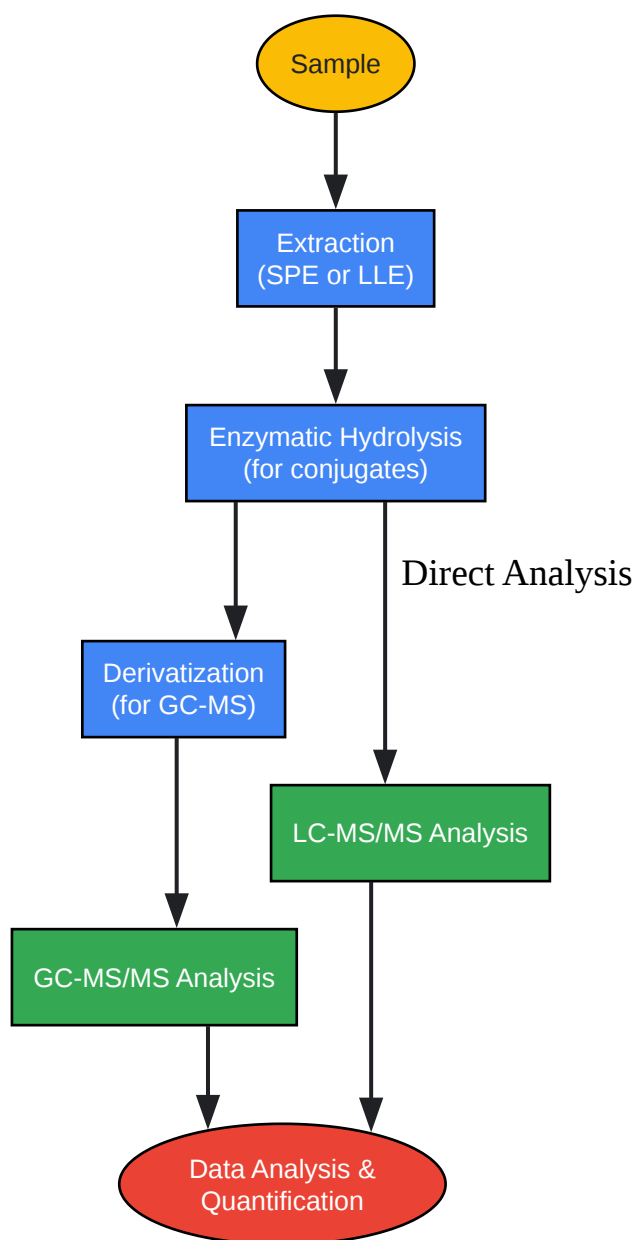 Sample
Extraction
(SPE or LLE)
Enzymatic Hydrolysis
(for conjugates)
Direct Analysis
Derivatization
(for GC-MS)
LC-MS/MS Analysis
GC-MS/MS Analysis
Data Analysis &
Quantification